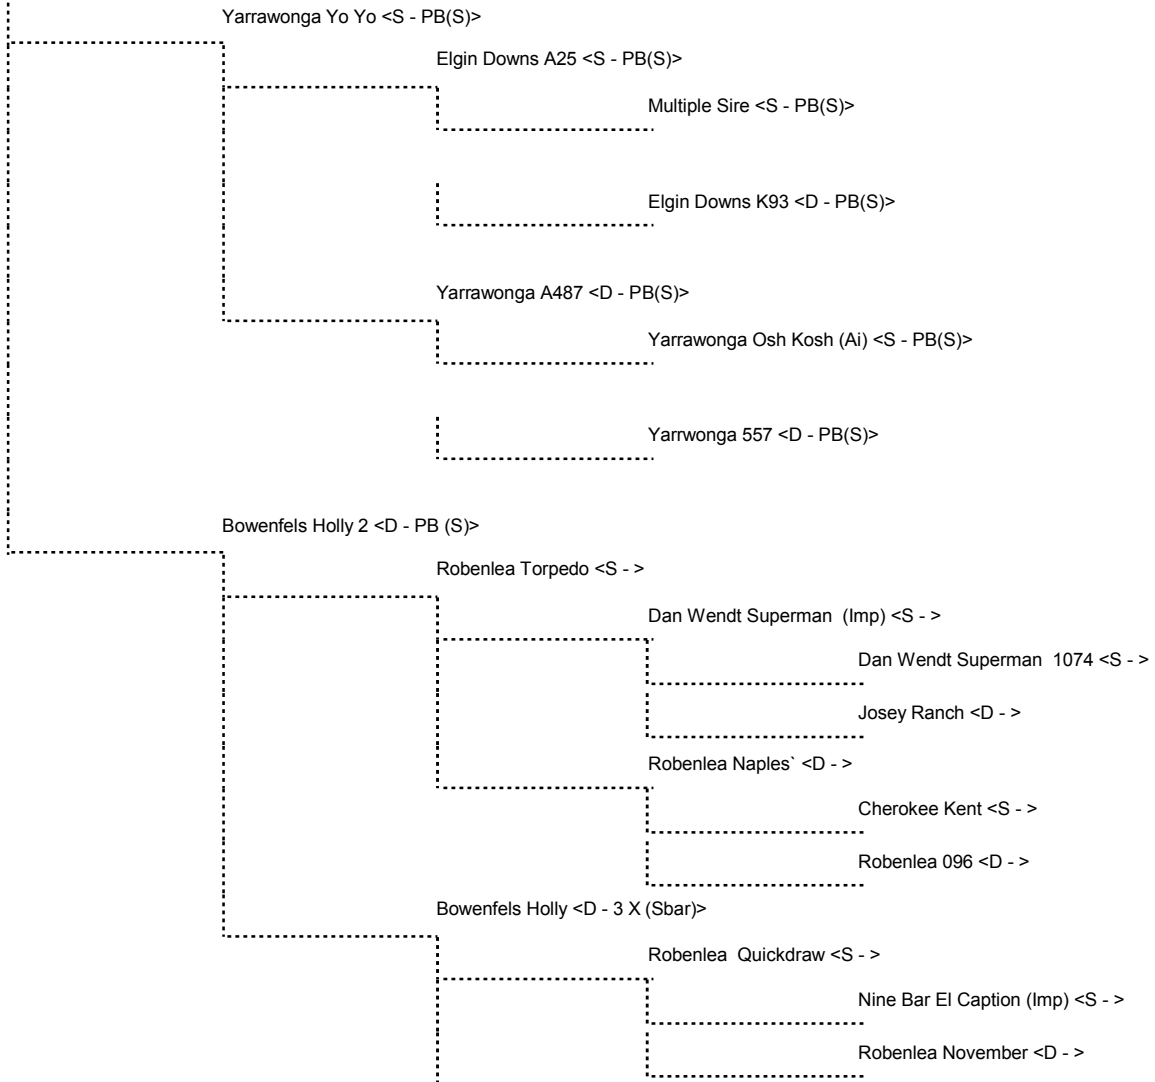 Yarrawonga Yo Yo <S - PB(S)>
Elgin Downs A25 <S - PB(S)>
Multiple Sire <S - PB(S)>
Elgin Downs K93 <D - PB(S)>
Yarrawonga A487 <D - PB(S)>
Yarrawonga Osh Kosh (Ai) <S - PB(S)>
Yarrwonga 557 <D - PB(S)>
Bowenfels Holly 2 <D - PB (S)>
Robenlea Torpedo <S - >
Dan Wendt Superman  (Imp) <S - >
Dan Wendt Superman  1074 <S - >
Josey Ranch <D - >
Robenlea Naples` <D - >
Cherokee Kent <S - >
Robenlea 096 <D - >
Bowenfels Holly <D - 3 X (Sbar)>
Robenlea  Quickdraw <S - >
Nine Bar El Caption (Imp) <S - >
Robenlea November <D - >